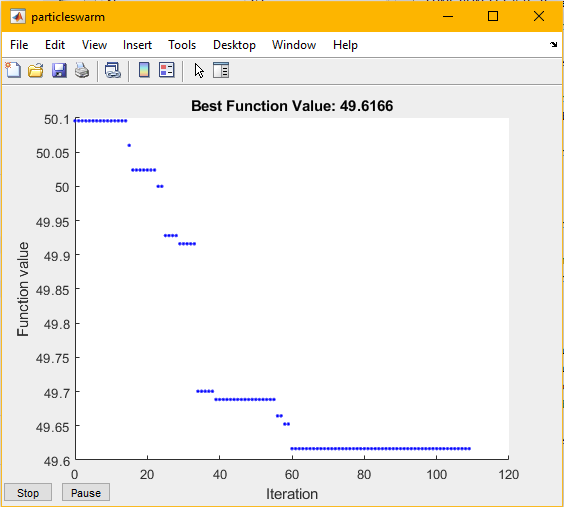 particleswarm
File Edit View Insert Tools Desktop Window Help
Best Function Value: 49.6166
50.1
50.05
50
49.95
49.9
49.85
49.8
49.75
49.7
49.65
49.6
Function value
0 20 40 60 80 100 120
Iteration
Stop Pause